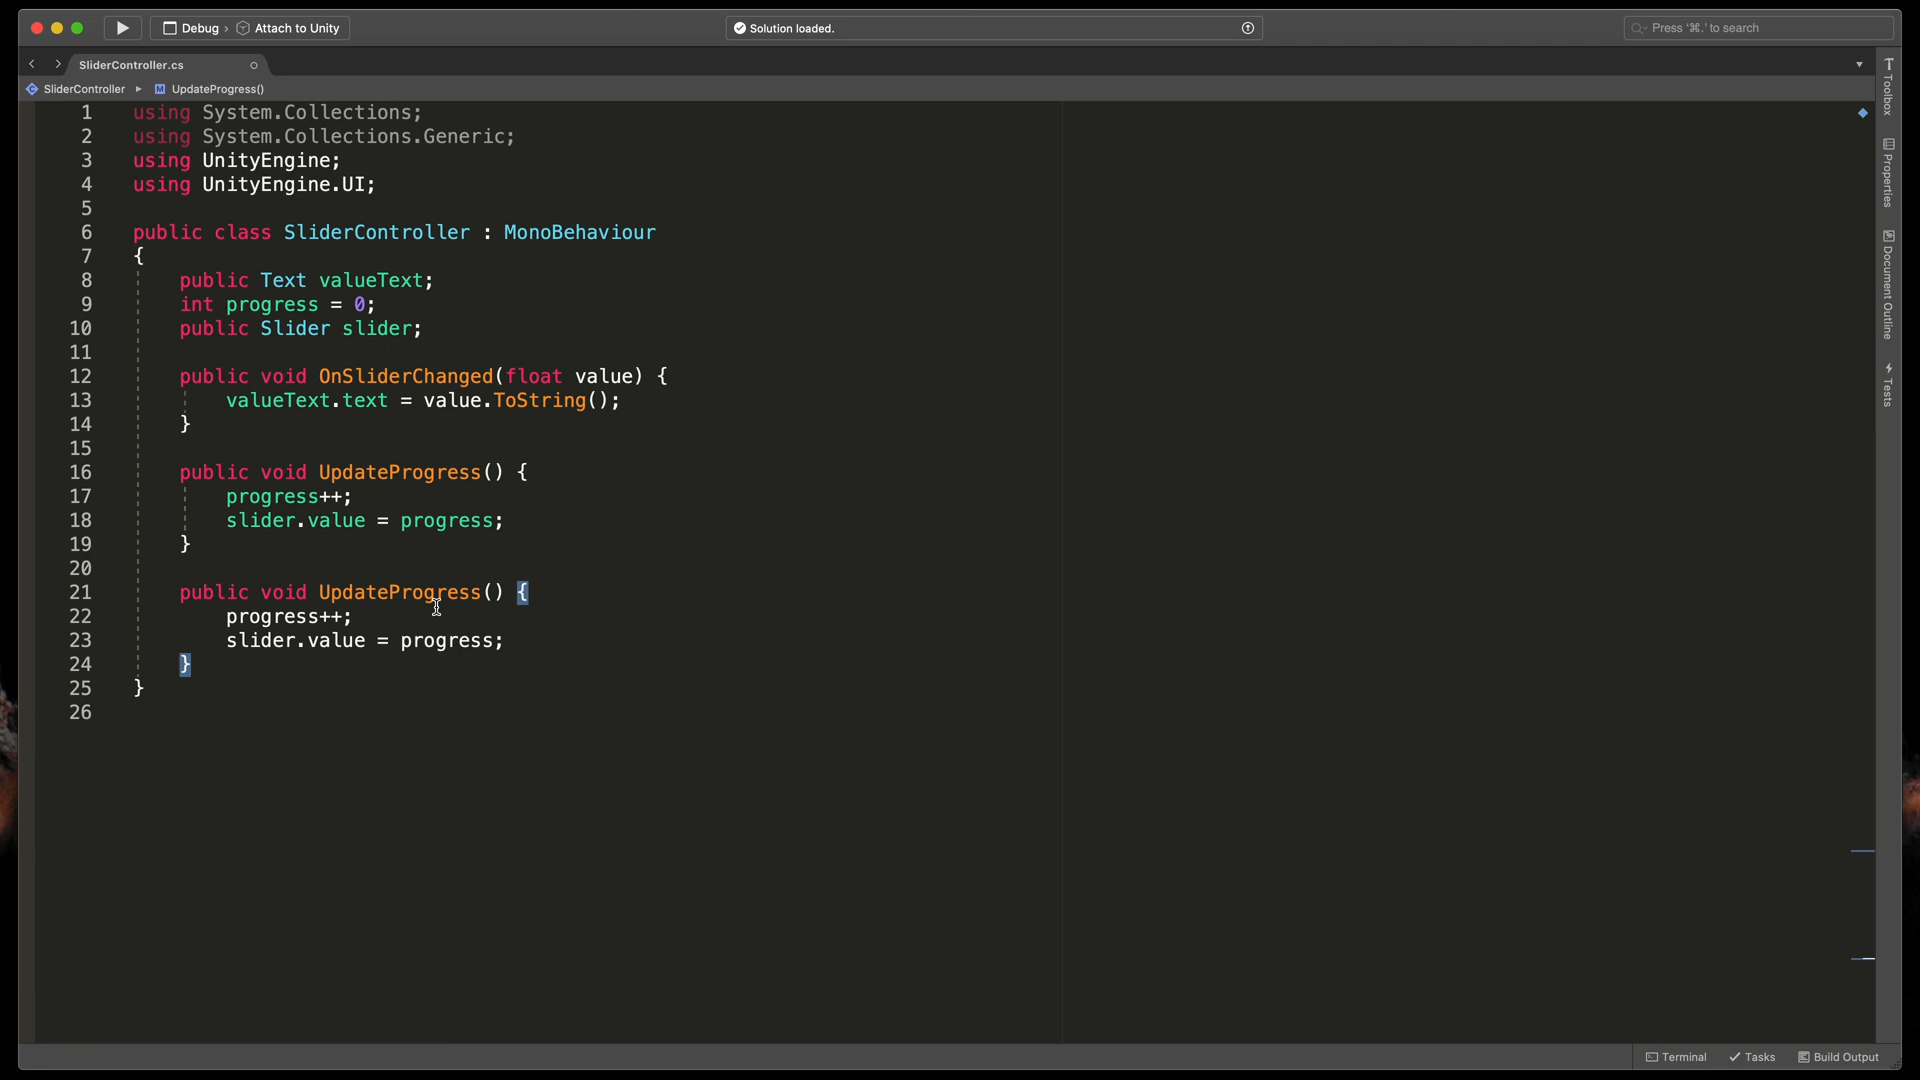 Debug › Attach to Unity
Solution loaded.
Press '⌘.' to search
SliderController.cs
SliderController ▸ UpdateProgress()
1 using System.Collections;
2 using System.Collections.Generic;
3 using UnityEngine;
4 using UnityEngine.UI;
5
6 public class SliderController : MonoBehaviour
7 {
8 public Text valueText;
9 int progress = 0;
10 public Slider slider;
11
12 public void OnSliderChanged(float value) {
13 valueText.text = value.ToString();
14 }
15
16 public void UpdateProgress() {
17 progress++;
18 slider.value = progress;
19 }
20
21 public void UpdateProgress() {
22 progress++;
23 slider.value = progress;
24 }
25 }
26
Toolbox
Properties
Document Outline
Tests
Terminal
Tasks
Build Output